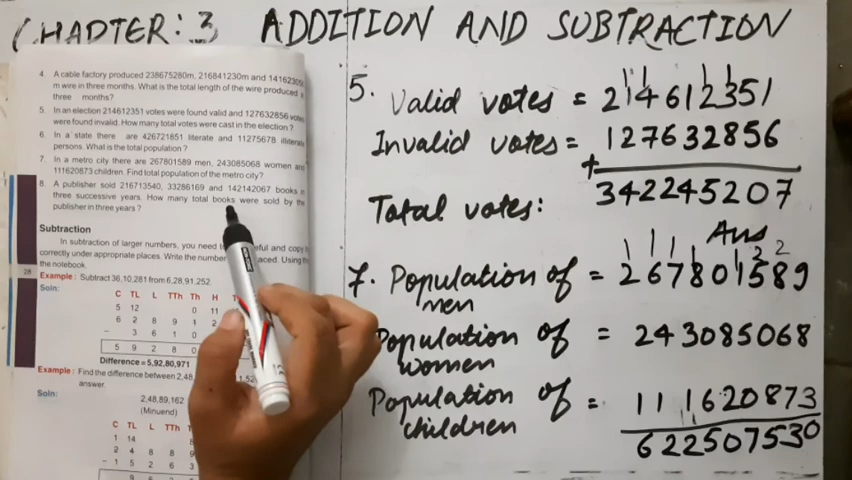 CHAPTER: 3 ADDITION AND SUBTRACTION
4. A cable factory produced 238675280m, 216841230m and
m wire in three months. What is the total length of the wire produced
three months?
5. In an election 214612351 votes were found valid and 127632856 votes
were found invalid. How many total votes were cast in the election?
6. In a state there are 426721851 literate and 11275678 illiterate
persons. What is the total population?
7. In a metro city there are 267801589 men, 243085068 women and
111620873 children. Find total population of the metro city?
8. A publisher sold 216713540, 33286169 and 142142067 books in
three successive years. How many total books were sold by the
publisher in three years?
Subtraction
In subtraction of larger numbers, you need and copy
correctly under appropriate places. Write the number Using
the notebook.
28
Example: Subtract 36,10,281 from 6,28,91,252.
Soln:
C TL L TTh Th H
5 12 0 11
6 2 8 9 1 2
- 3 6 1 0
5 9 2 8 0
Difference = 5,92,80,971
Example: Find the difference between 2,48,
answer.
Soln: 2,48,89,162
(Minuend)
C TL L TTh
1 14
2 4 8 8 9
- 1 5 2 6 3
5. Valid votes = 214612351
Invalid votes = 127632856
+
Total votes: 342245207
Ans
7. Population of men = 267801589
Population of women = 243085068
Population of children = 111620873
622507530